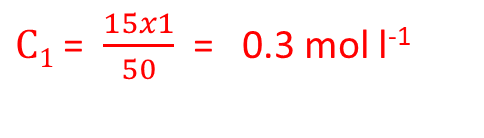 C₁ = 15x1/50 = 0.3 mol l⁻¹